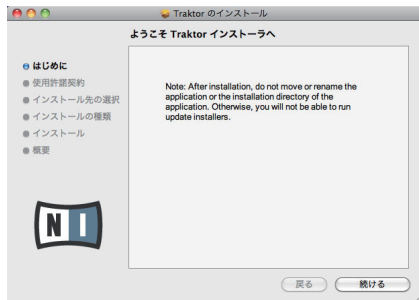 Traktor のインストール
ようこそ Traktor インストーラへ
はじめに
使用許諾契約
インストール先の選択
インストールの種類
インストール
概要
Note: After installation, do not move or rename the
application or the installation directory of the
application. Otherwise, you will not be able to run
update installers.
NI
戻る
続ける